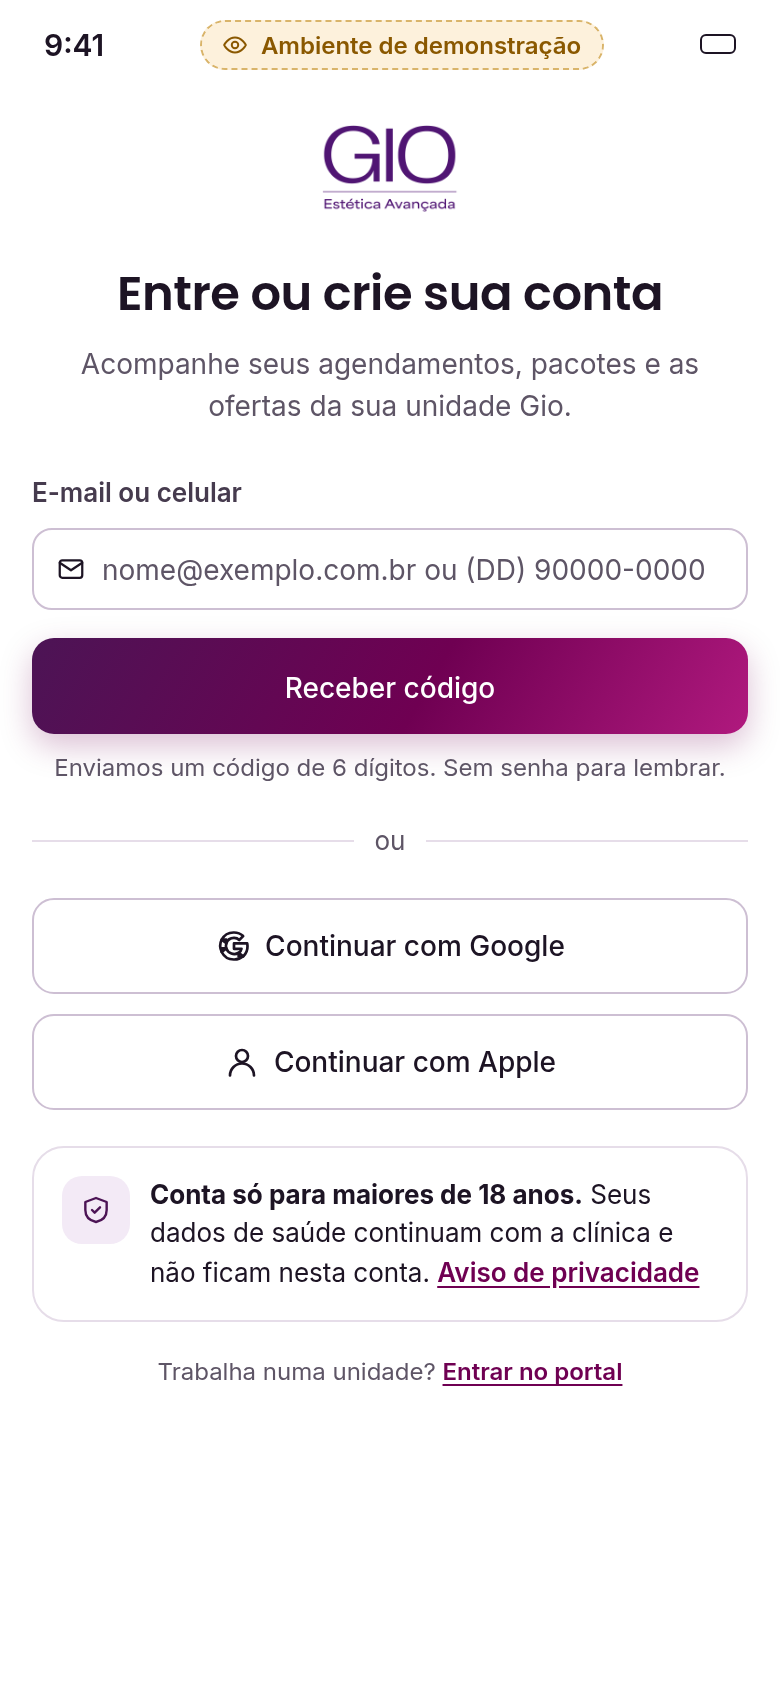 9:41
Ambiente de demonstração
GIO
Estética Avançada
Entre ou crie sua conta
Acompanhe seus agendamentos, pacotes e as
ofertas da sua unidade Gio.
E-mail ou celular
nome@exemplo.com.br ou (DD) 90000-0000
Receber código
Enviamos um código de 6 dígitos. Sem senha para lembrar.
ou
Continuar com Google
Continuar com Apple
Conta só para maiores de 18 anos. Seus
dados de saúde continuam com a clínica e
não ficam nesta conta. Aviso de privacidade
Trabalha numa unidade? Entrar no portal